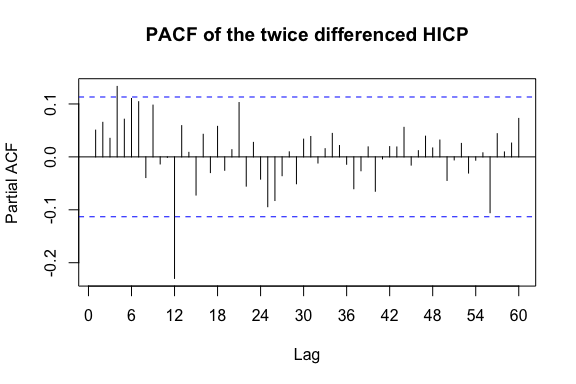 PACF of the twice differenced HICP
Partial ACF
0.1
0.0
-0.1
-0.2
0 6 12 18 24 30 36 42 48 54 60
Lag